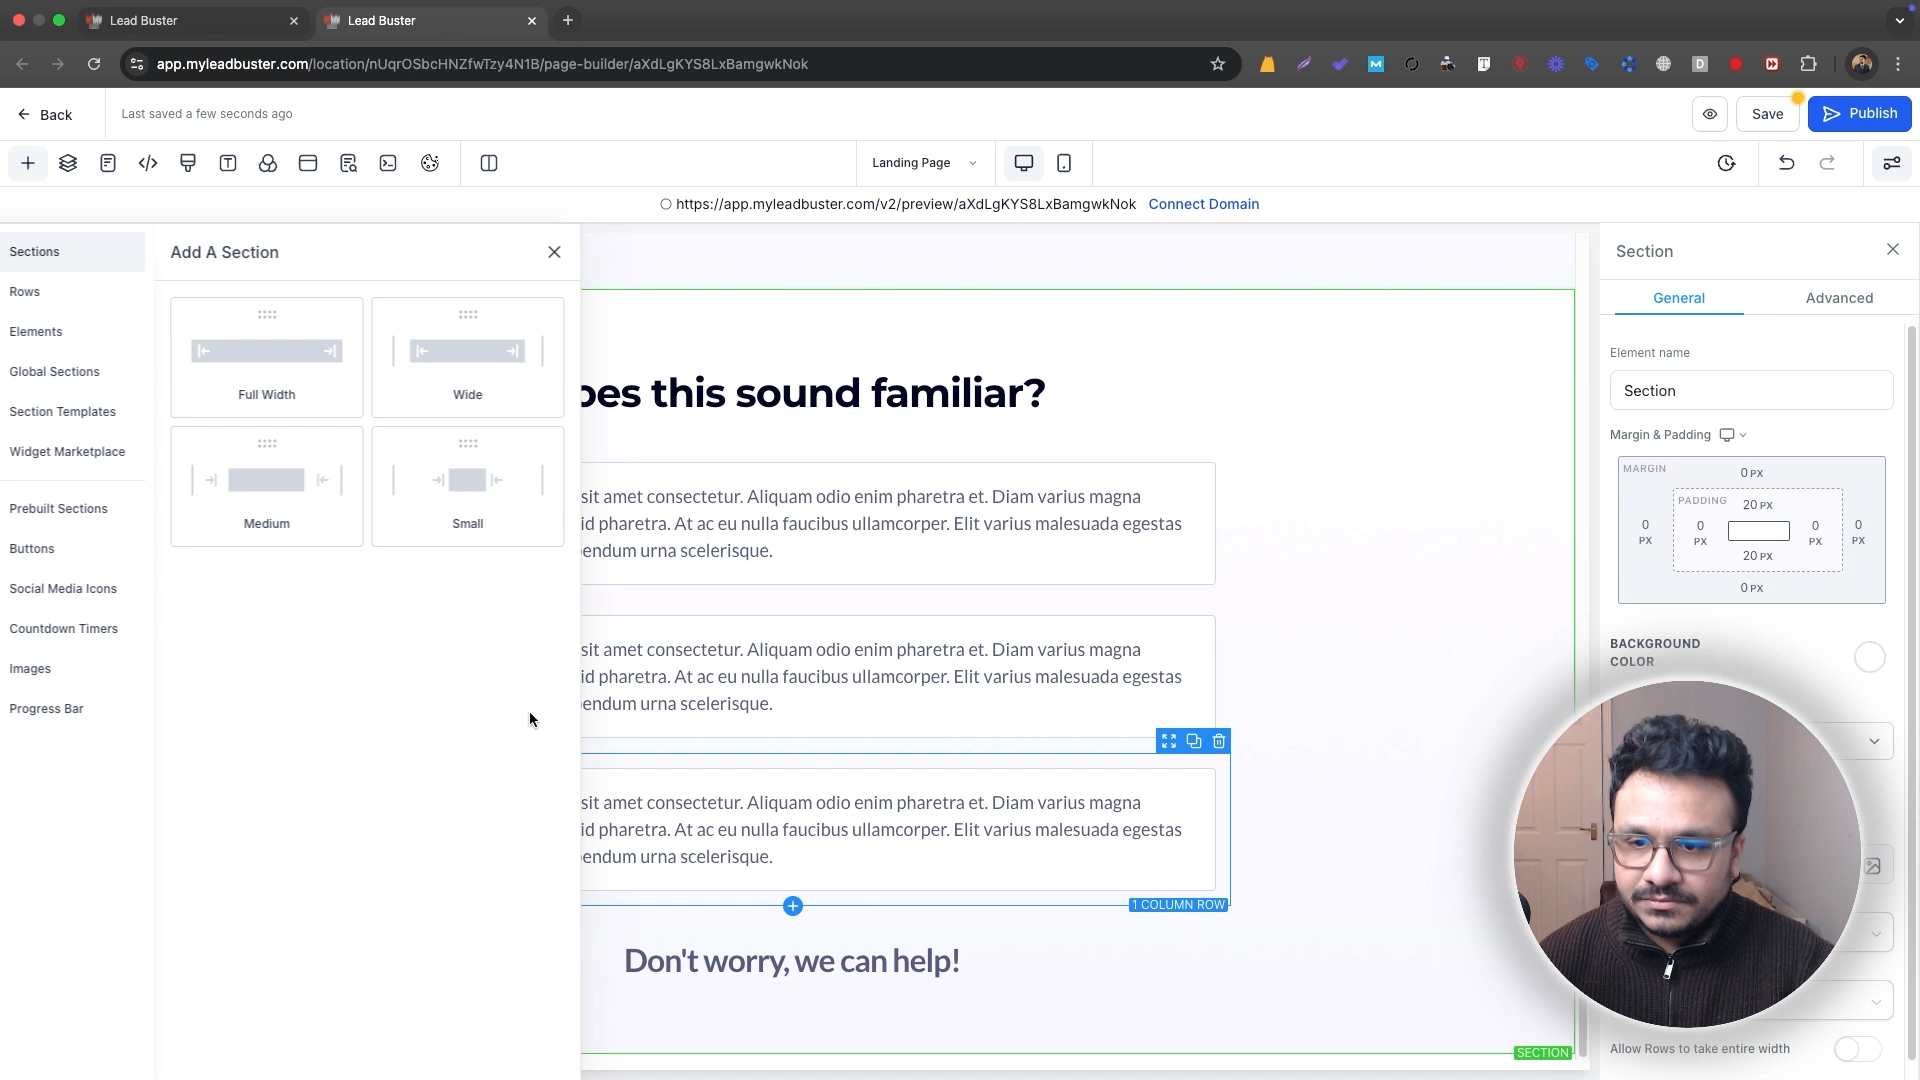 Lead Buster
Lead Buster
app.myleadbuster.com/location/nUqrOSbcHNZfwTzy4N1B/page-builder/aXdLgKYS8LxBamgwkNok
Back
Last saved a few seconds ago
Save
Publish
Landing Page
https://app.myleadbuster.com/v2/preview/aXdLgKYS8LxBamgwkNok Connect Domain
Sections
Rows
Elements
Global Sections
Section Templates
Widget Marketplace
Prebuilt Sections
Buttons
Social Media Icons
Countdown Timers
Images
Progress Bar
Add A Section
Full Width
Wide
Medium
Small
oes this sound familiar?
sit amet consectetur. Aliquam odio enim pharetra et. Diam varius magna
id pharetra. At ac eu nulla faucibus ullamcorper. Elit varius malesuada egestas
endum urna scelerisque.
sit amet consectetur. Aliquam odio enim pharetra et. Diam varius magna
id pharetra. At ac eu nulla faucibus ullamcorper. Elit varius malesuada egestas
endum urna scelerisque.
sit amet consectetur. Aliquam odio enim pharetra et. Diam varius magna
id pharetra. At ac eu nulla faucibus ullamcorper. Elit varius malesuada egestas
endum urna scelerisque.
1 COLUMN ROW
Don't worry, we can help!
SECTION
Section
General
Advanced
Element name
Section
Margin & Padding
MARGIN
0 PX
PADDING
20 PX
0 PX
0 PX
0 PX
0 PX
20 PX
0 PX
BACKGROUND
COLOR
Allow Rows to take entire width